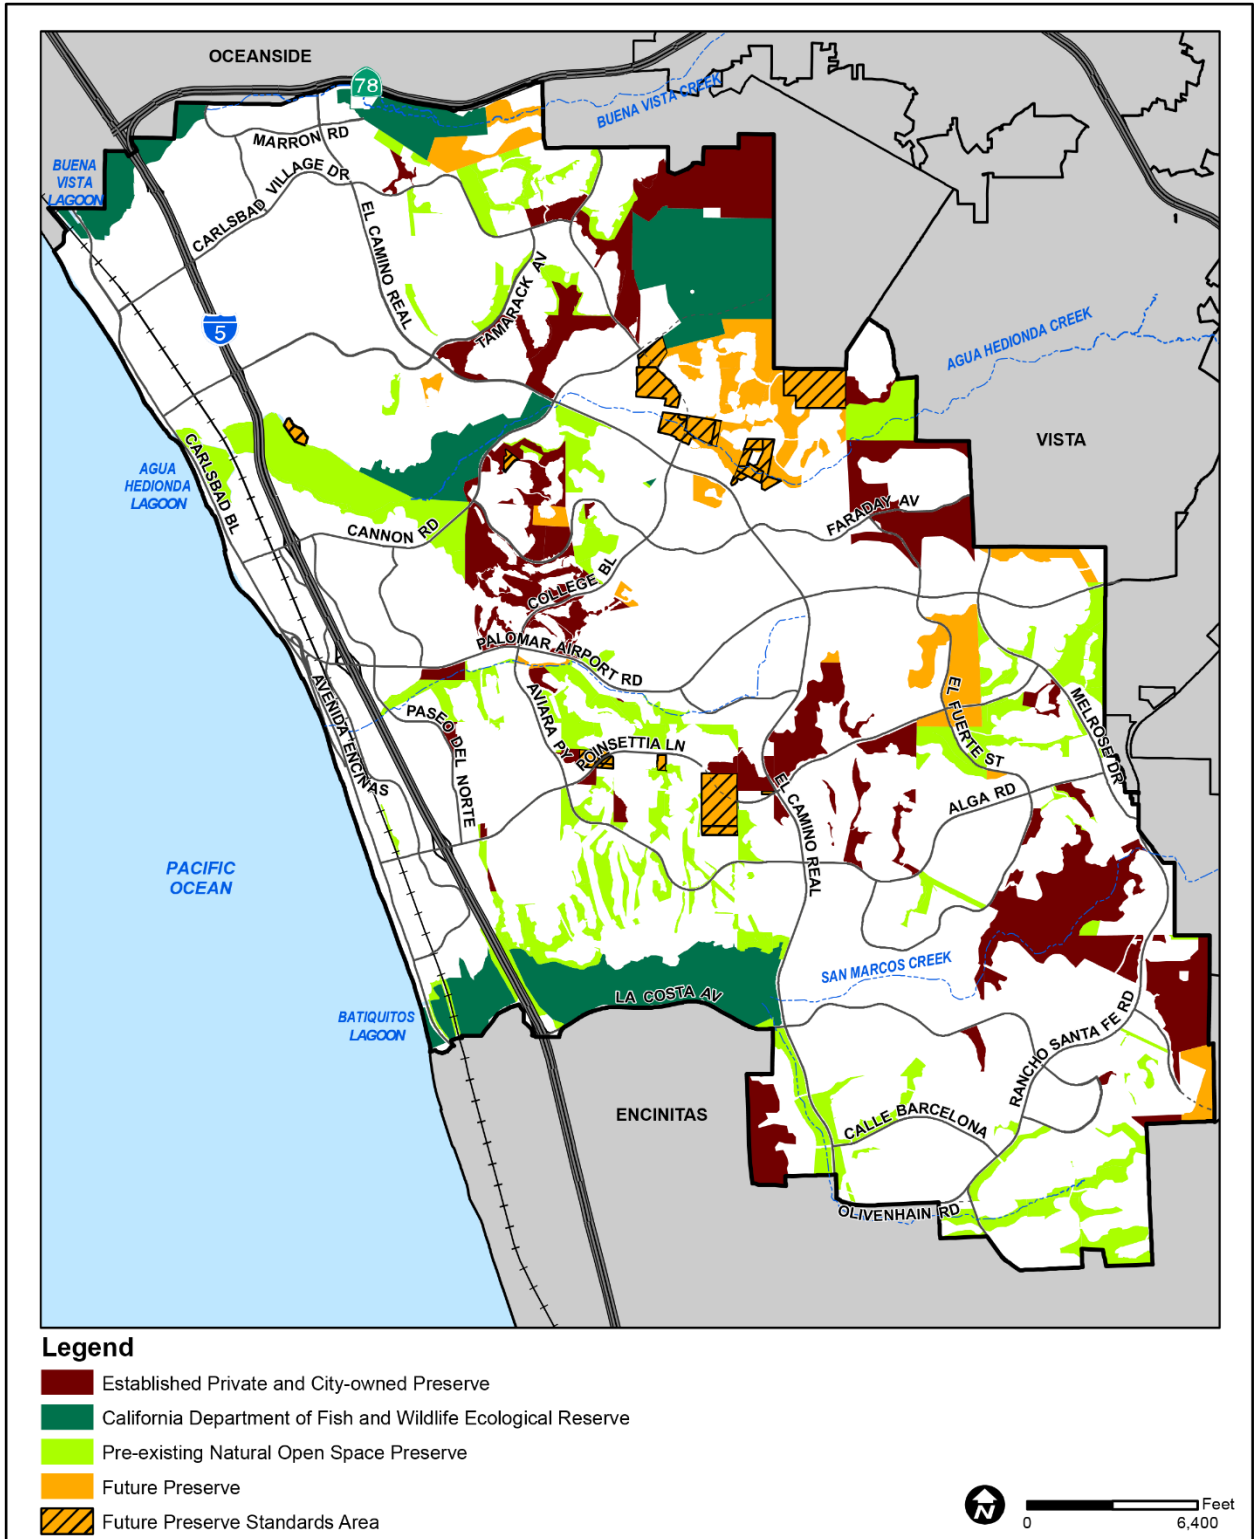 OCEANSIDE
78
BUENA VISTA CREEK
MARRON RD
BUENA
VISTA
LAGOON
CARLSBAD VILLAGE DR
EL CAMINO REAL
TAMARACK AV
5
AGUA HEDIONDA CREEK
VISTA
CARLSBAD BL
AGUA
HEDIONDA
LAGOON
CANNON RD
FARADAY AV
COLLEGE BL
PALOMAR AIRPORT RD
AVENIDA ENCINAS
PASEO DEL NORTE
AVIARA PY
POINSETTIA LN
EL FUERTE ST
MELROSE DR
ALGA RD
EL CAMINO REAL
PACIFIC
OCEAN
SAN MARCOS CREEK
LA COSTA AV
BATIQUITOS
LAGOON
RANCHO SANTA FE RD
ENCINITAS
CALLE BARCELONA
OLIVENHAIN RD
Legend
Established Private and City-owned Preserve
California Department of Fish and Wildlife Ecological Reserve
Pre-existing Natural Open Space Preserve
Future Preserve
Future Preserve Standards Area
N
Feet
0 6,400